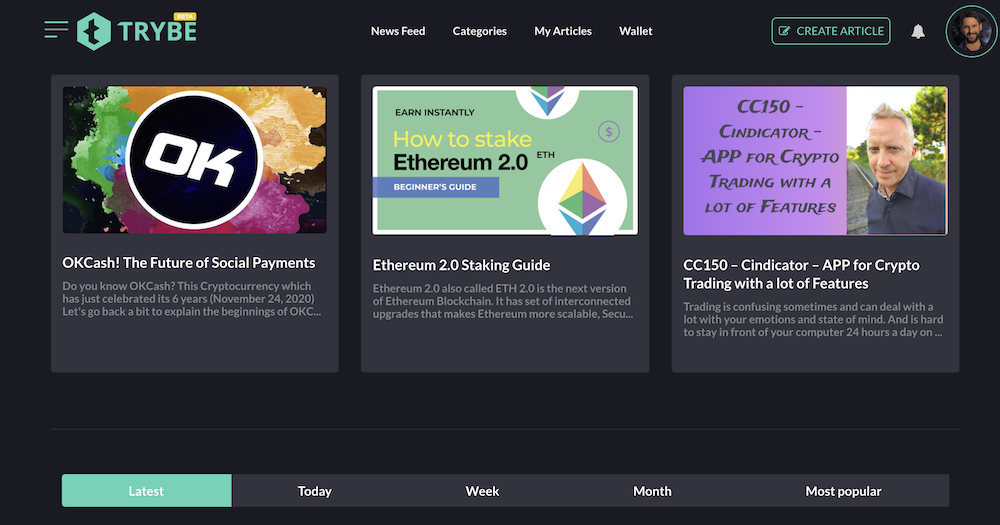 TRYBE
BETA
News Feed
Categories
My Articles
Wallet
CREATE ARTICLE
OK
OKCash! The Future of Social Payments
Do you know OKCash? This Cryptocurrency which
has just celebrated its 6 years (November 24, 2020)
Let's go back a bit to explain the beginnings of OKC...
EARN INSTANTLY
How to stake
Ethereum 2.0
ETH
$
BEGINNER'S GUIDE
Ethereum 2.0 Staking Guide
Ethereum 2.0 also called ETH 2.0 is the next version
of Ethereum Blockchain. It has set of interconnected
upgrades that makes Ethereum more scalable, Secu...
CC150 –
Cindicator –
APP for Crypto
Trading with a
lot of Features
CC150 – Cindicator – APP for Crypto
Trading with a lot of Features
Trading is confusing sometimes and can deal with a
lot with your emotions and state of mind. And is hard
to stay in front of your computer 24 hours a day on ...
Latest
Today
Week
Month
Most popular